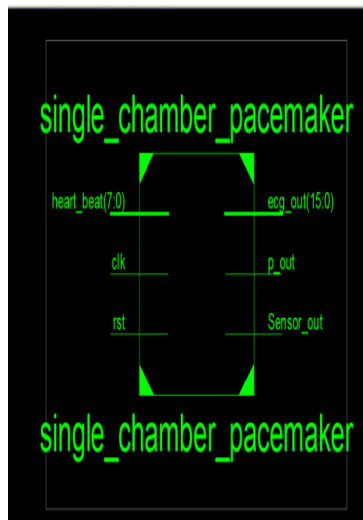 single_chamber_pacemaker
heart_beat(7:0) ecg_out(15:0)
clk p_out
rst Sensor_out
single_chamber_pacemaker